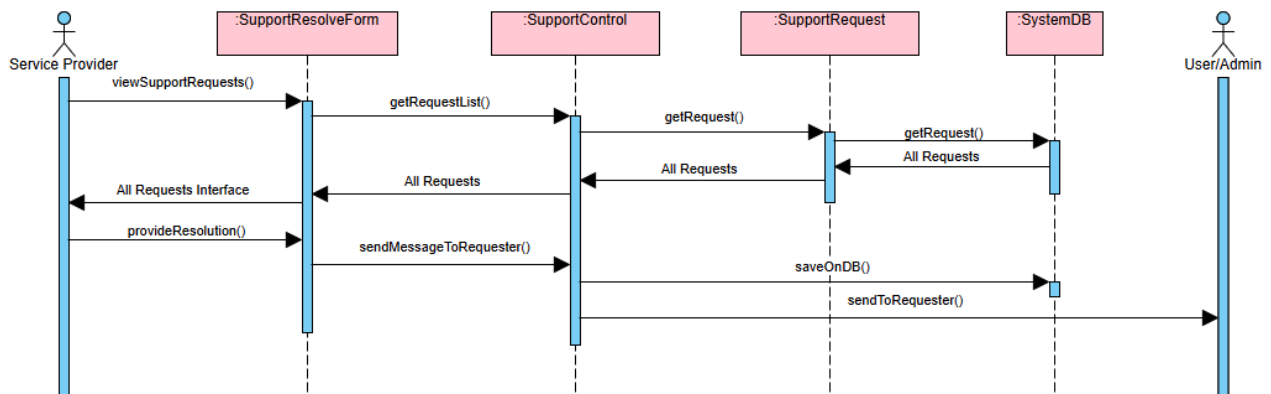 :SupportResolveForm
:SupportControl
:SupportRequest
:SystemDB
Service Provider
User/Admin
viewSupportRequests()
getRequestList()
getRequest()
getRequest()
All Requests
All Requests
All Requests
All Requests Interface
provideResolution()
sendMessageToRequester()
saveOnDB()
sendToRequester()